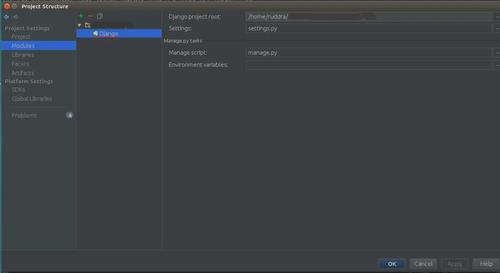 Project Structure
Project Settings
Project
Modules
Libraries
Facets
Artifacts
Platform Settings
SDKs
Global Libraries
Problems
Django
Django project root: /home/ruddra/
Settings: settings.py
Manage.py tasks
Manage script: manage.py
Environment variables:
OK
Cancel
Apply
Help